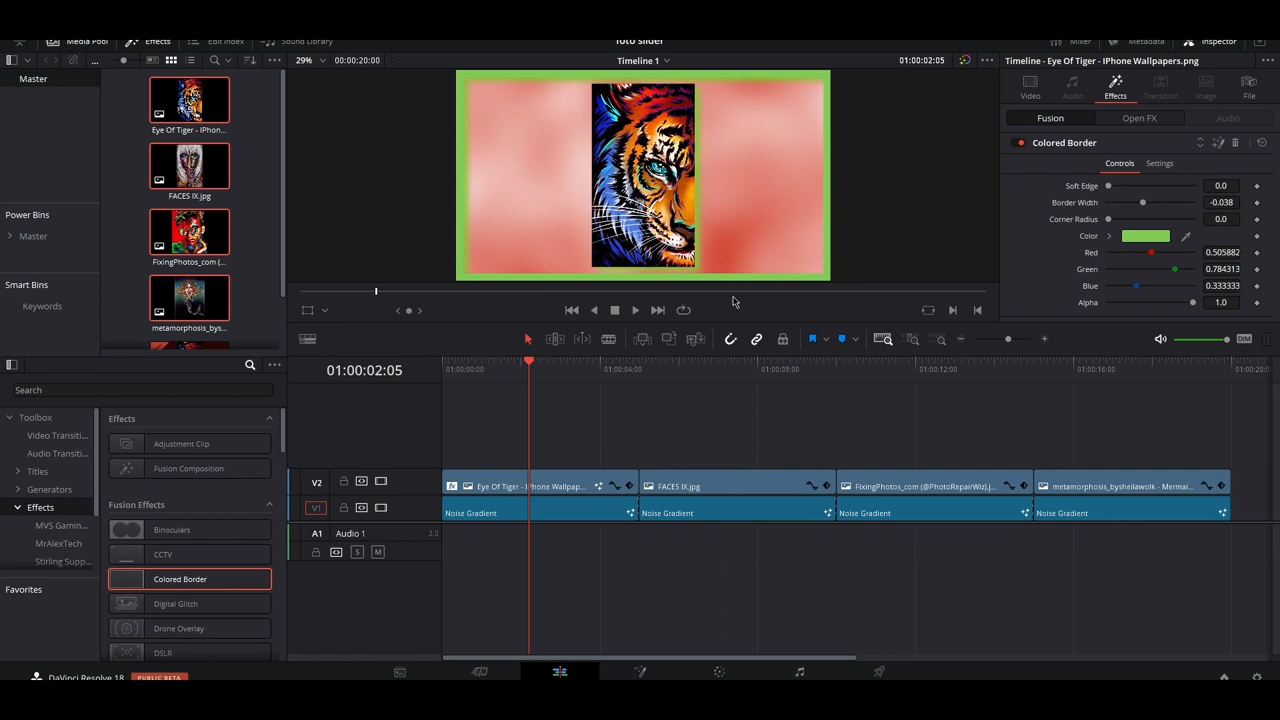 Media Pool
Effects
Edit Index
Sound Library
foto slider
Mixer
Metadata
Inspector
...
29%
00:00:20:00
Timeline 1
01:00:02:05
Timeline - Eye Of Tiger - IPhone Wallpapers.png
Master
Power Bins
Master
Smart Bins
Keywords
Eye Of Tiger - IPhon...
FACES IX.jpg
FixingPhotos_com (...
metamorphosis_bys...
Video
Audio
Effects
Transition
Image
File
Fusion
Open FX
Audio
Colored Border
Controls
Settings
Soft Edge
0.0
Border Width
-0.038
Corner Radius
0.0
Color
Red
0.505882
Green
0.784313
Blue
0.333333
Alpha
1.0
DIM
Search
Toolbox
Video Transiti...
Audio Transiti...
Titles
Generators
Effects
MVS Gamin...
MrAlexTech
Stirling Supp...
Favorites
Effects
Adjustment Clip
Fusion Composition
Fusion Effects
Binoculars
CCTV
Colored Border
Digital Glitch
Drone Overlay
DSLR
01:00:02:05
01:00:00:00
01:00:04:00
01:00:08:00
01:00:12:00
01:00:16:00
01:00:20:0
V2
fx
Eye Of Tiger - IPhone Wallpap...
FACES IX.jpg
FixingPhotos_com (@PhotoRepairWiz).j...
metamorphosis_bysheilawolk - Mermai...
V1
Noise Gradient
Noise Gradient
Noise Gradient
Noise Gradient
A1
Audio 1
2.0
S
M
DaVinci Resolve 18
PUBLIC BETA